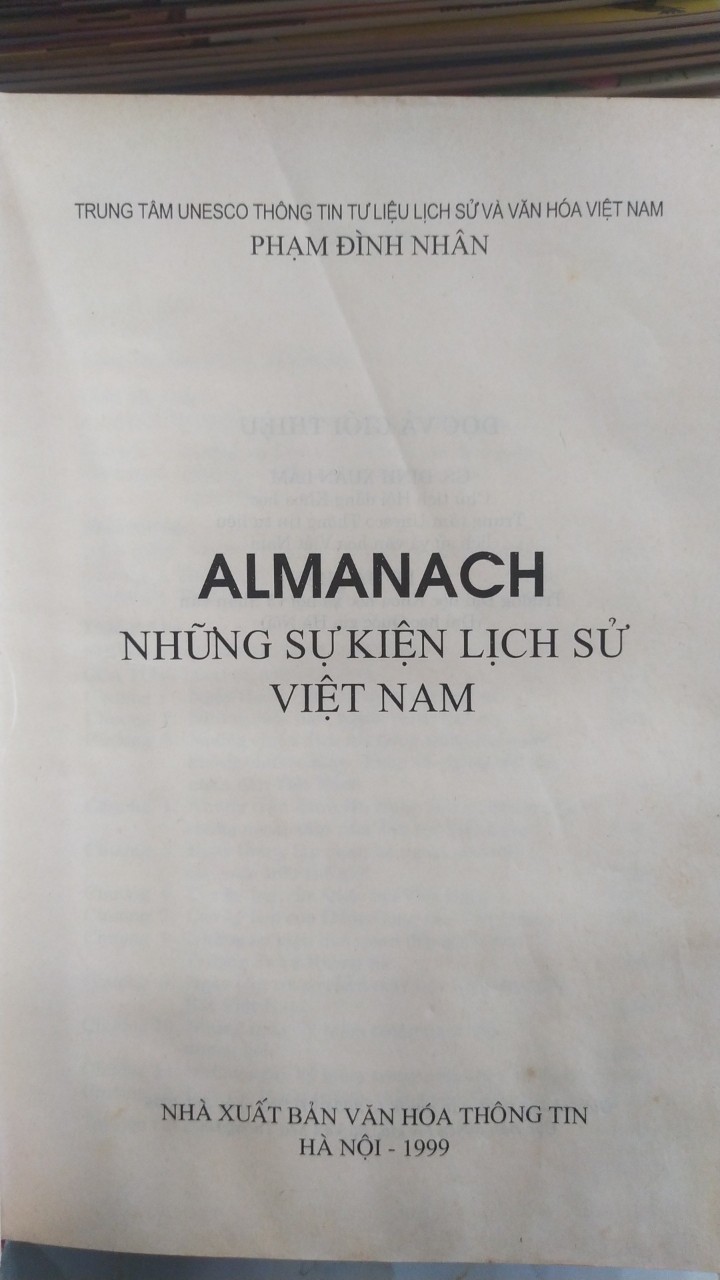 TRUNG TÂM UNESCO THÔNG TIN TƯ LIỆU LỊCH SỬ VÀ VĂN HÓA VIỆT NAM
PHẠM ĐÌNH NHÂN
ALMANACH
NHỮNG SỰ KIỆN LỊCH SỬ
VIỆT NAM
NHÀ XUẤT BẢN VĂN HÓA THÔNG TIN
HÀ NỘI - 1999